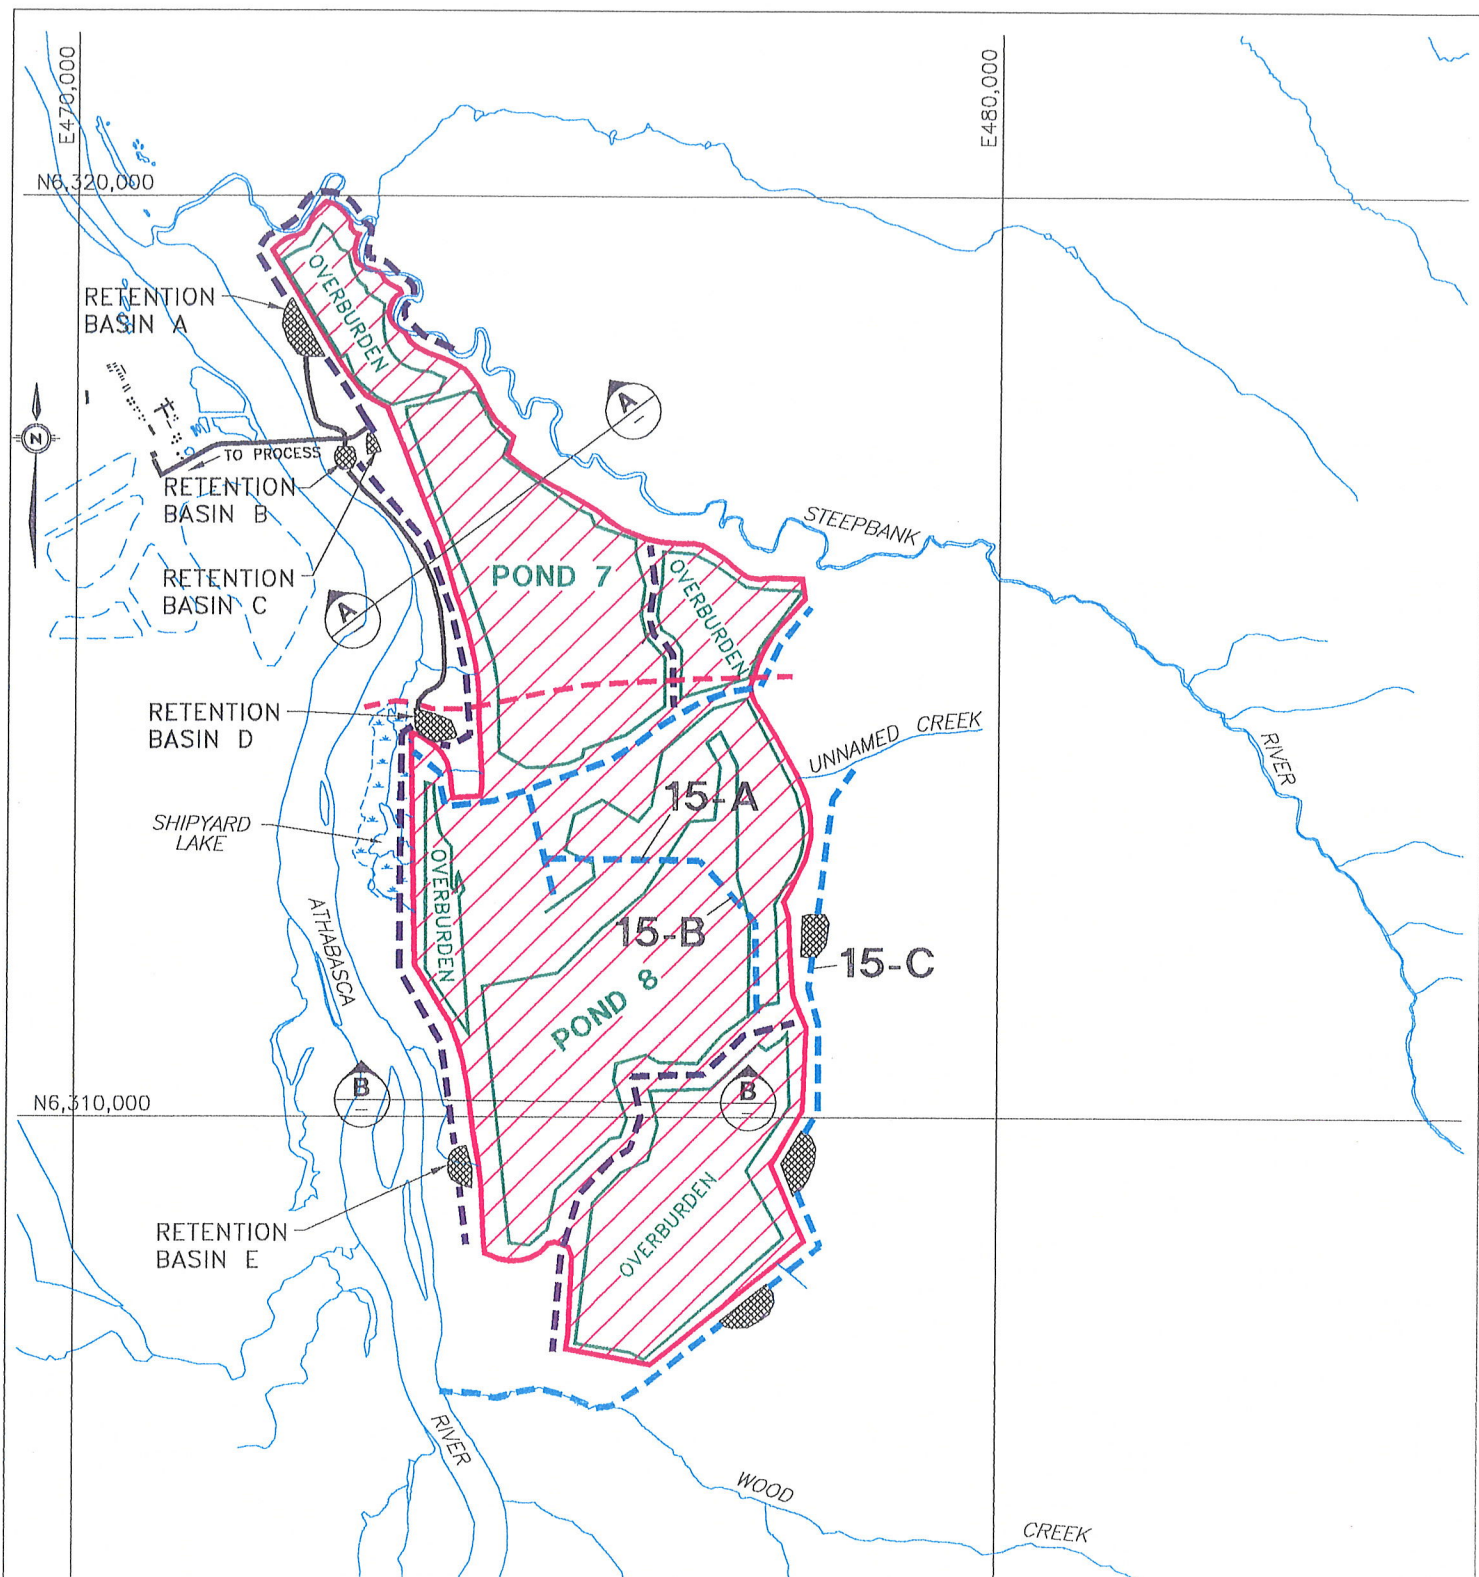 E470,000
E480,000
N6,320,000
OVERBURDEN
RETENTION
BASIN A
A
N
TO PROCESS
RETENTION
BASIN B
STEEPBANK
RETENTION
BASIN C
POND 7
OVERBURDEN
A
RETENTION
BASIN D
UNNAMED CREEK
RIVER
15-A
SHIPYARD
LAKE
OVERBURDEN
ATHABASCA
15-B
15-C
POND 8
B
B
N6,310,000
OVERBURDEN
RETENTION
BASIN E
RIVER
WOOD
CREEK